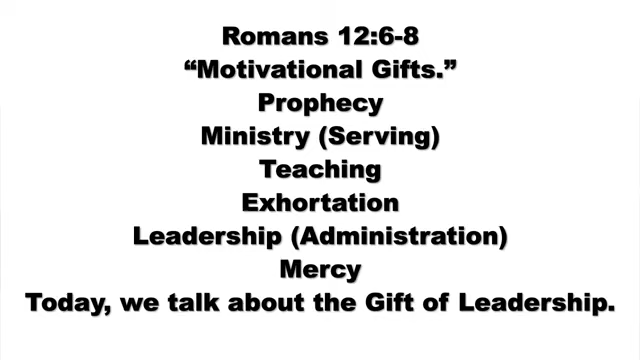 Romans 12:6-8
“Motivational Gifts.”
Prophecy
Ministry (Serving)
Teaching
Exhortation
Leadership (Administration)
Mercy
Today, we talk about the Gift of Leadership.